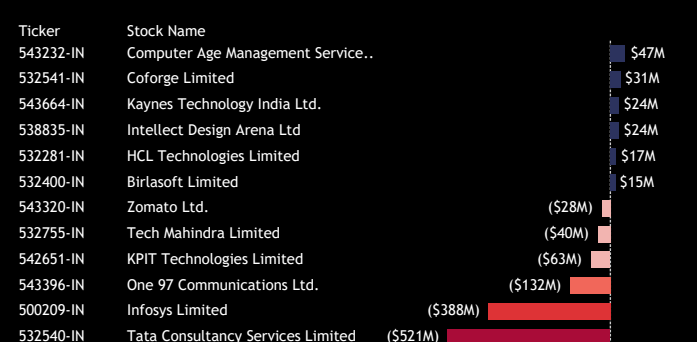 Ticker Stock Name
543232-IN Computer Age Management Service.. $47M
532541-IN Coforge Limited $31M
543664-IN Kaynes Technology India Ltd. $24M
538835-IN Intellect Design Arena Ltd $24M
532281-IN HCL Technologies Limited $17M
532400-IN Birlasoft Limited $15M
543320-IN Zomato Ltd. ($28M)
532755-IN Tech Mahindra Limited ($40M)
542651-IN KPIT Technologies Limited ($63M)
543396-IN One 97 Communications Ltd. ($132M)
500209-IN Infosys Limited ($388M)
532540-IN Tata Consultancy Services Limited ($521M)